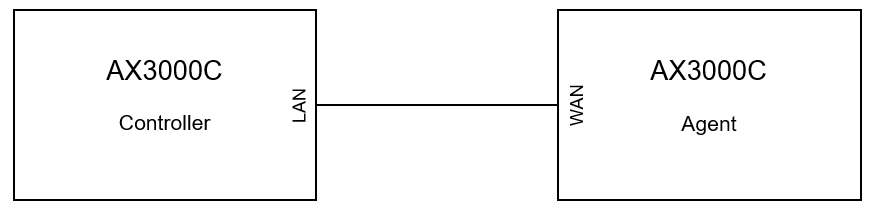 AX3000C
Controller
LAN
WAN
AX3000C
Agent